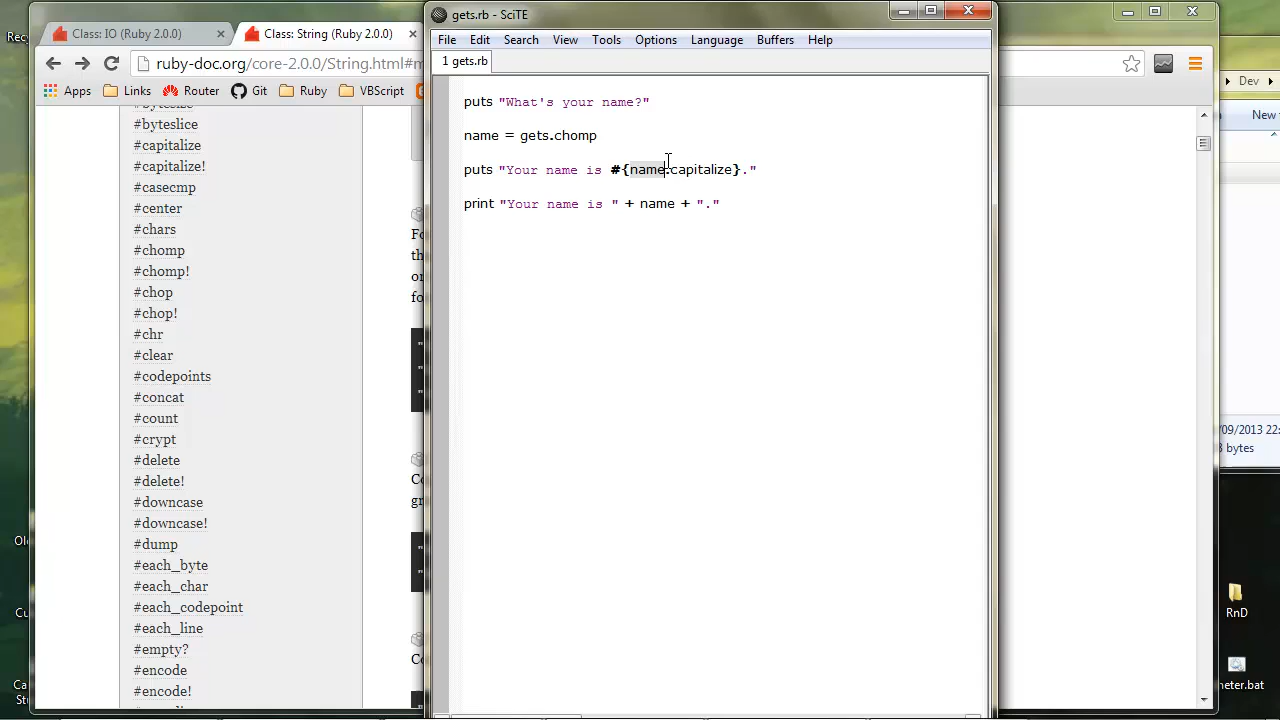 gets.rb - SciTE
Class: IO (Ruby 2.0.0)
Class: String (Ruby 2.0.0)
File Edit Search View Tools Options Language Buffers Help
ruby-doc.org/core-2.0.0/String.html#m
1 gets.rb
Apps Links Router Git Ruby VBScript
Dev
New
puts "What's your name?"
name = gets.chomp
puts "Your name is #{name.capitalize}."
print "Your name is " + name + "."
#byteslice
#capitalize
#capitalize!
#casecmp
#center
#chars
#chomp
#chomp!
#chop
#chop!
#chr
#clear
#codepoints
#concat
#count
#crypt
#delete
#delete!
#downcase
#downcase!
#dump
#each_byte
#each_char
#each_codepoint
#each_line
#empty?
#encode
#encode!
/09/2013 22:
bytes
RnD
meter.bat